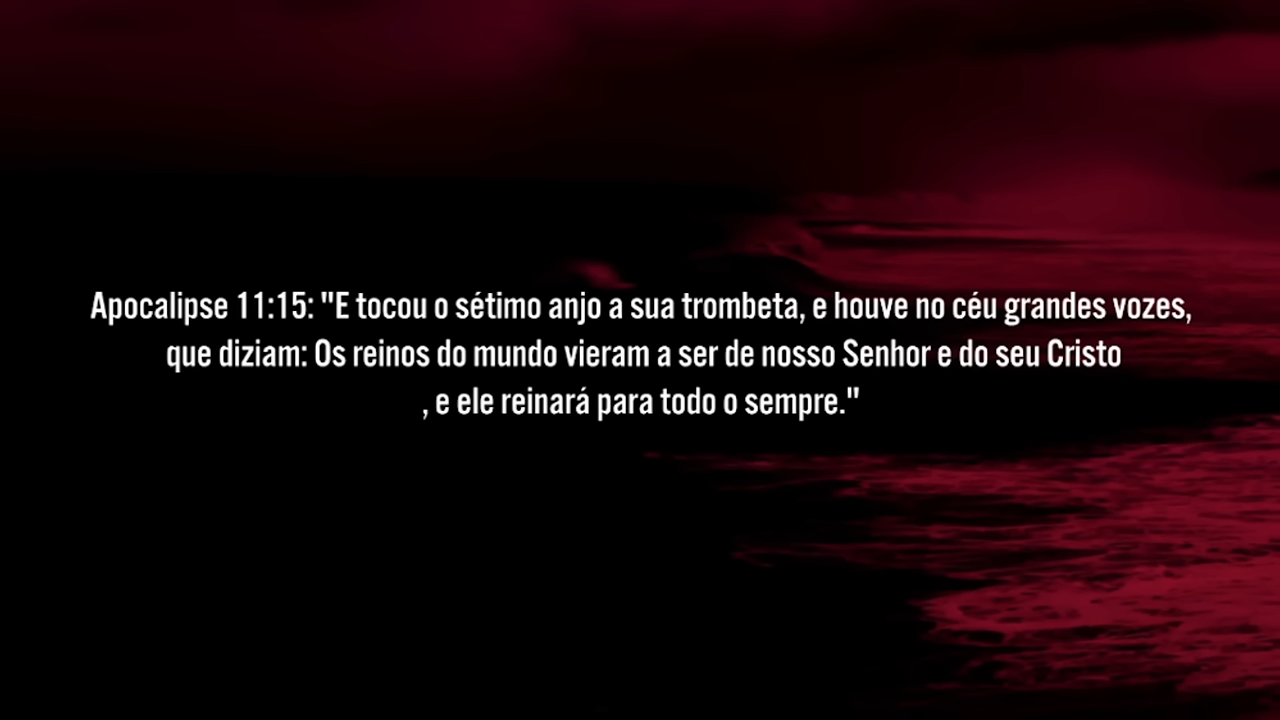 Apocalipse 11:15: "E tocou o sétimo anjo a sua trombeta, e houve no céu grandes vozes,
que diziam: Os reinos do mundo vieram a ser de nosso Senhor e do seu Cristo
, e ele reinará para todo o sempre."